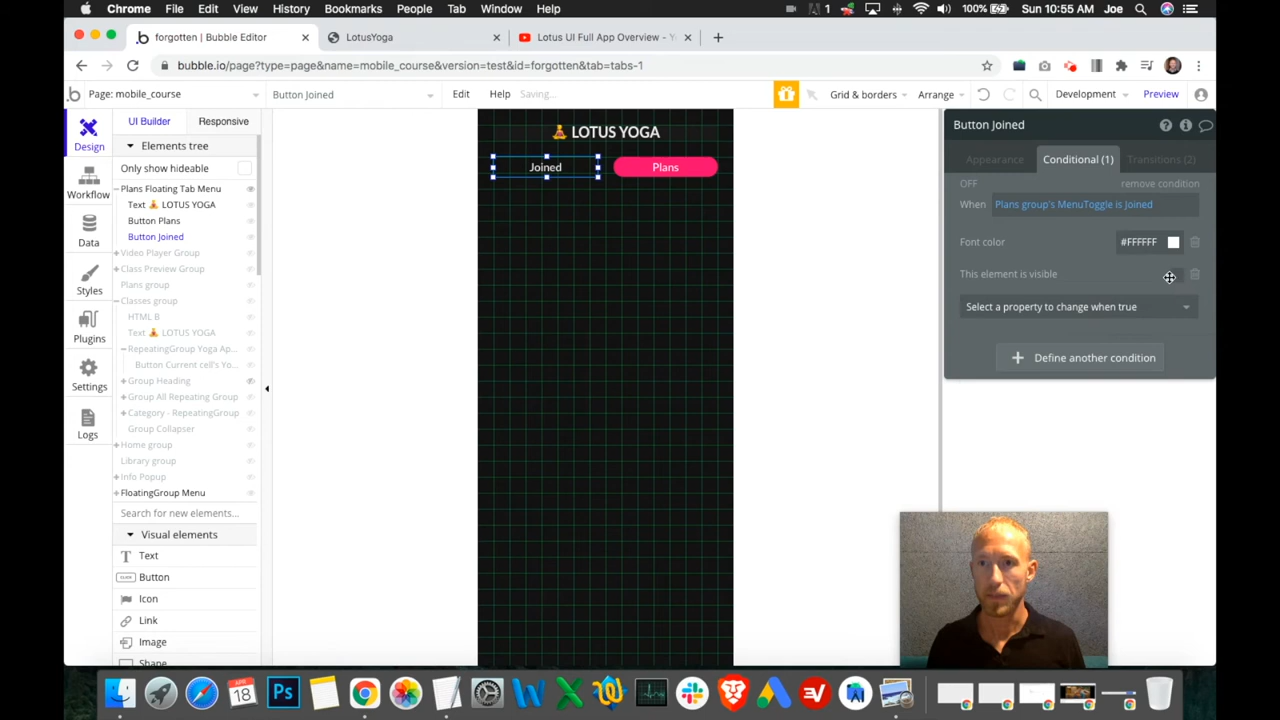 Chrome File Edit View History Bookmarks People Tab Window Help 1 100% Sun 10:55 AM Joe
forgotten | Bubble Editor LotusYoga Lotus UI Full App Overview - Y
bubble.io/page?type=page&name=mobile_course&version=test&id=forgotten&tab=tabs-1
Page: mobile_course Button Joined Edit Help Saving... Grid & borders Arrange Development Preview
Design
Workflow
Data
Styles
Plugins
Settings
Logs
UI Builder Responsive
Elements tree
Only show hideable
Plans Floating Tab Menu
Text 🧘 LOTUS YOGA
Button Plans
Button Joined
Video Player Group
Class Preview Group
Plans group
Classes group
HTML B
Text 🧘 LOTUS YOGA
RepeatingGroup Yoga Ap...
Button Current cell's Yo...
Group Heading
Group All Repeating Group
Category - RepeatingGroup
Group Collapser
Home group
Library group
Info Popup
FloatingGroup Menu
Search for new elements...
Visual elements
Text
CLICK Button
Icon
Link
Image
Shape
🧘 LOTUS YOGA
Joined Plans
Button Joined
Appearance Conditional (1) Transitions (2)
OFF remove condition
When Plans group's MenuToggle is Joined
Font color #FFFFFF
This element is visible
Select a property to change when true
Define another condition
APR 18 Ps